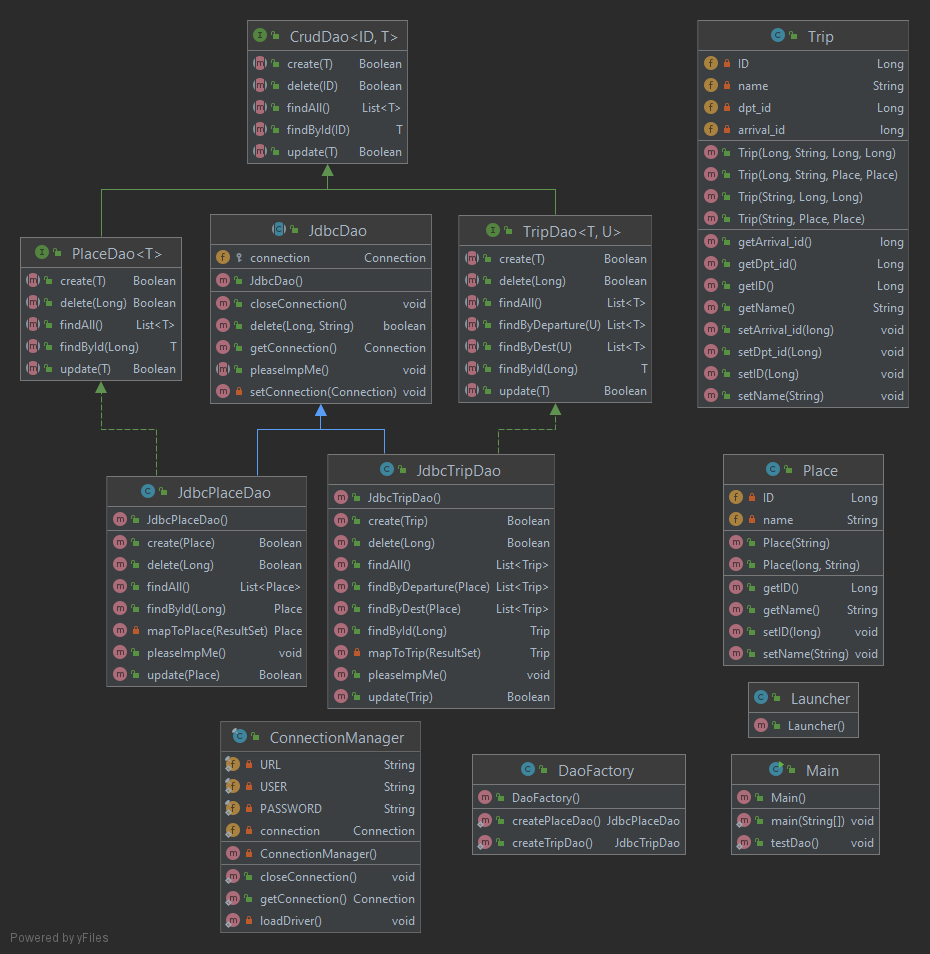 CrudDao<ID, T>
create(T) Boolean
delete(ID) Boolean
findAll() List<T>
findById(ID) T
update(T) Boolean
Trip
ID Long
name String
dpt_id Long
arrival_id long
Trip(Long, String, Long, Long)
Trip(Long, String, Place, Place)
Trip(String, Long, Long)
Trip(String, Place, Place)
getArrival_id() long
getDpt_id() Long
getID() Long
getName() String
setArrival_id(long) void
setDpt_id(Long) void
setID(Long) void
setName(String) void
PlaceDao<T>
create(T) Boolean
delete(Long) Boolean
findAll() List<T>
findById(Long) T
update(T) Boolean
JdbcDao
connection Connection
JdbcDao()
closeConnection() void
delete(Long, String) boolean
getConnection() Connection
pleaseImpMe() void
setConnection(Connection) void
TripDao<T, U>
create(T) Boolean
delete(Long) Boolean
findAll() List<T>
findByDeparture(U) List<T>
findByDest(U) List<T>
findById(Long) T
update(T) Boolean
JdbcPlaceDao
JdbcPlaceDao()
create(Place) Boolean
delete(Long) Boolean
findAll() List<Place>
findById(Long) Place
mapToPlace(ResultSet) Place
pleaseImpMe() void
update(Place) Boolean
JdbcTripDao
JdbcTripDao()
create(Trip) Boolean
delete(Long) Boolean
findAll() List<Trip>
findByDeparture(Place) List<Trip>
findByDest(Place) List<Trip>
findById(Long) Trip
mapToTrip(ResultSet) Trip
pleaseImpMe() void
update(Trip) Boolean
Place
ID Long
name String
Place(String)
Place(long, String)
getID() Long
getName() String
setID(long) void
setName(String) void
Launcher
Launcher()
ConnectionManager
URL String
USER String
PASSWORD String
connection Connection
ConnectionManager()
closeConnection() void
getConnection() Connection
loadDriver() void
DaoFactory
DaoFactory()
createPlaceDao() JdbcPlaceDao
createTripDao() JdbcTripDao
Main
Main()
main(String[]) void
testDao() void
Powered by yFiles